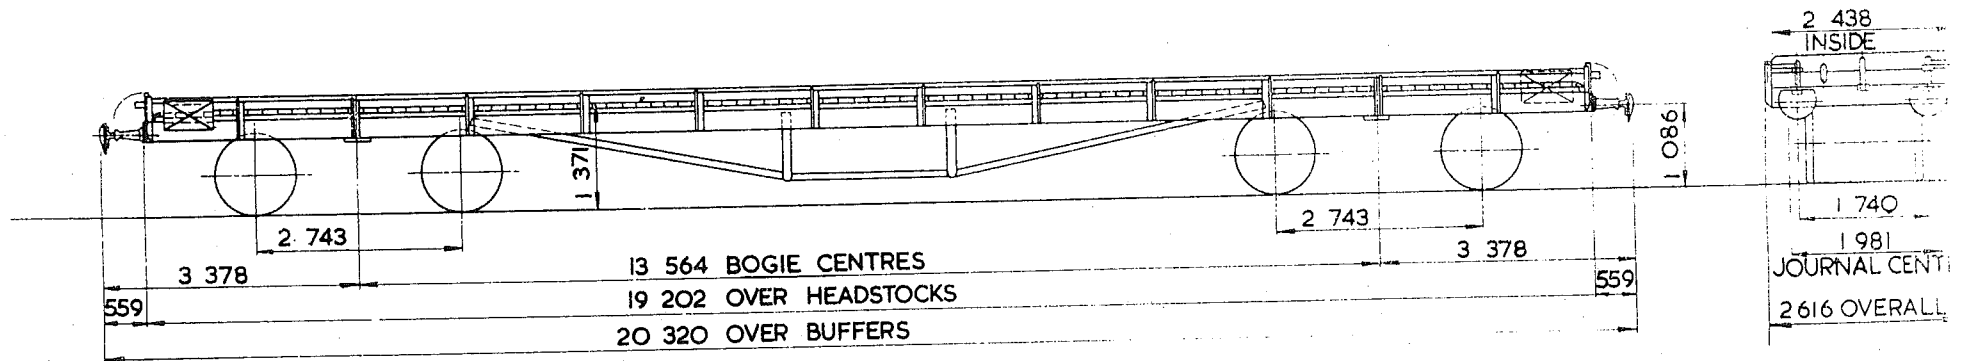 2 438
INSIDE
1 371
1 086
2 743
2 743
1 740
3 378
13 564 BOGIE CENTRES
3 378
1 981
JOURNAL CENT
559
19 202 OVER HEADSTOCKS
559
20 320 OVER BUFFERS
2 616 OVERALL